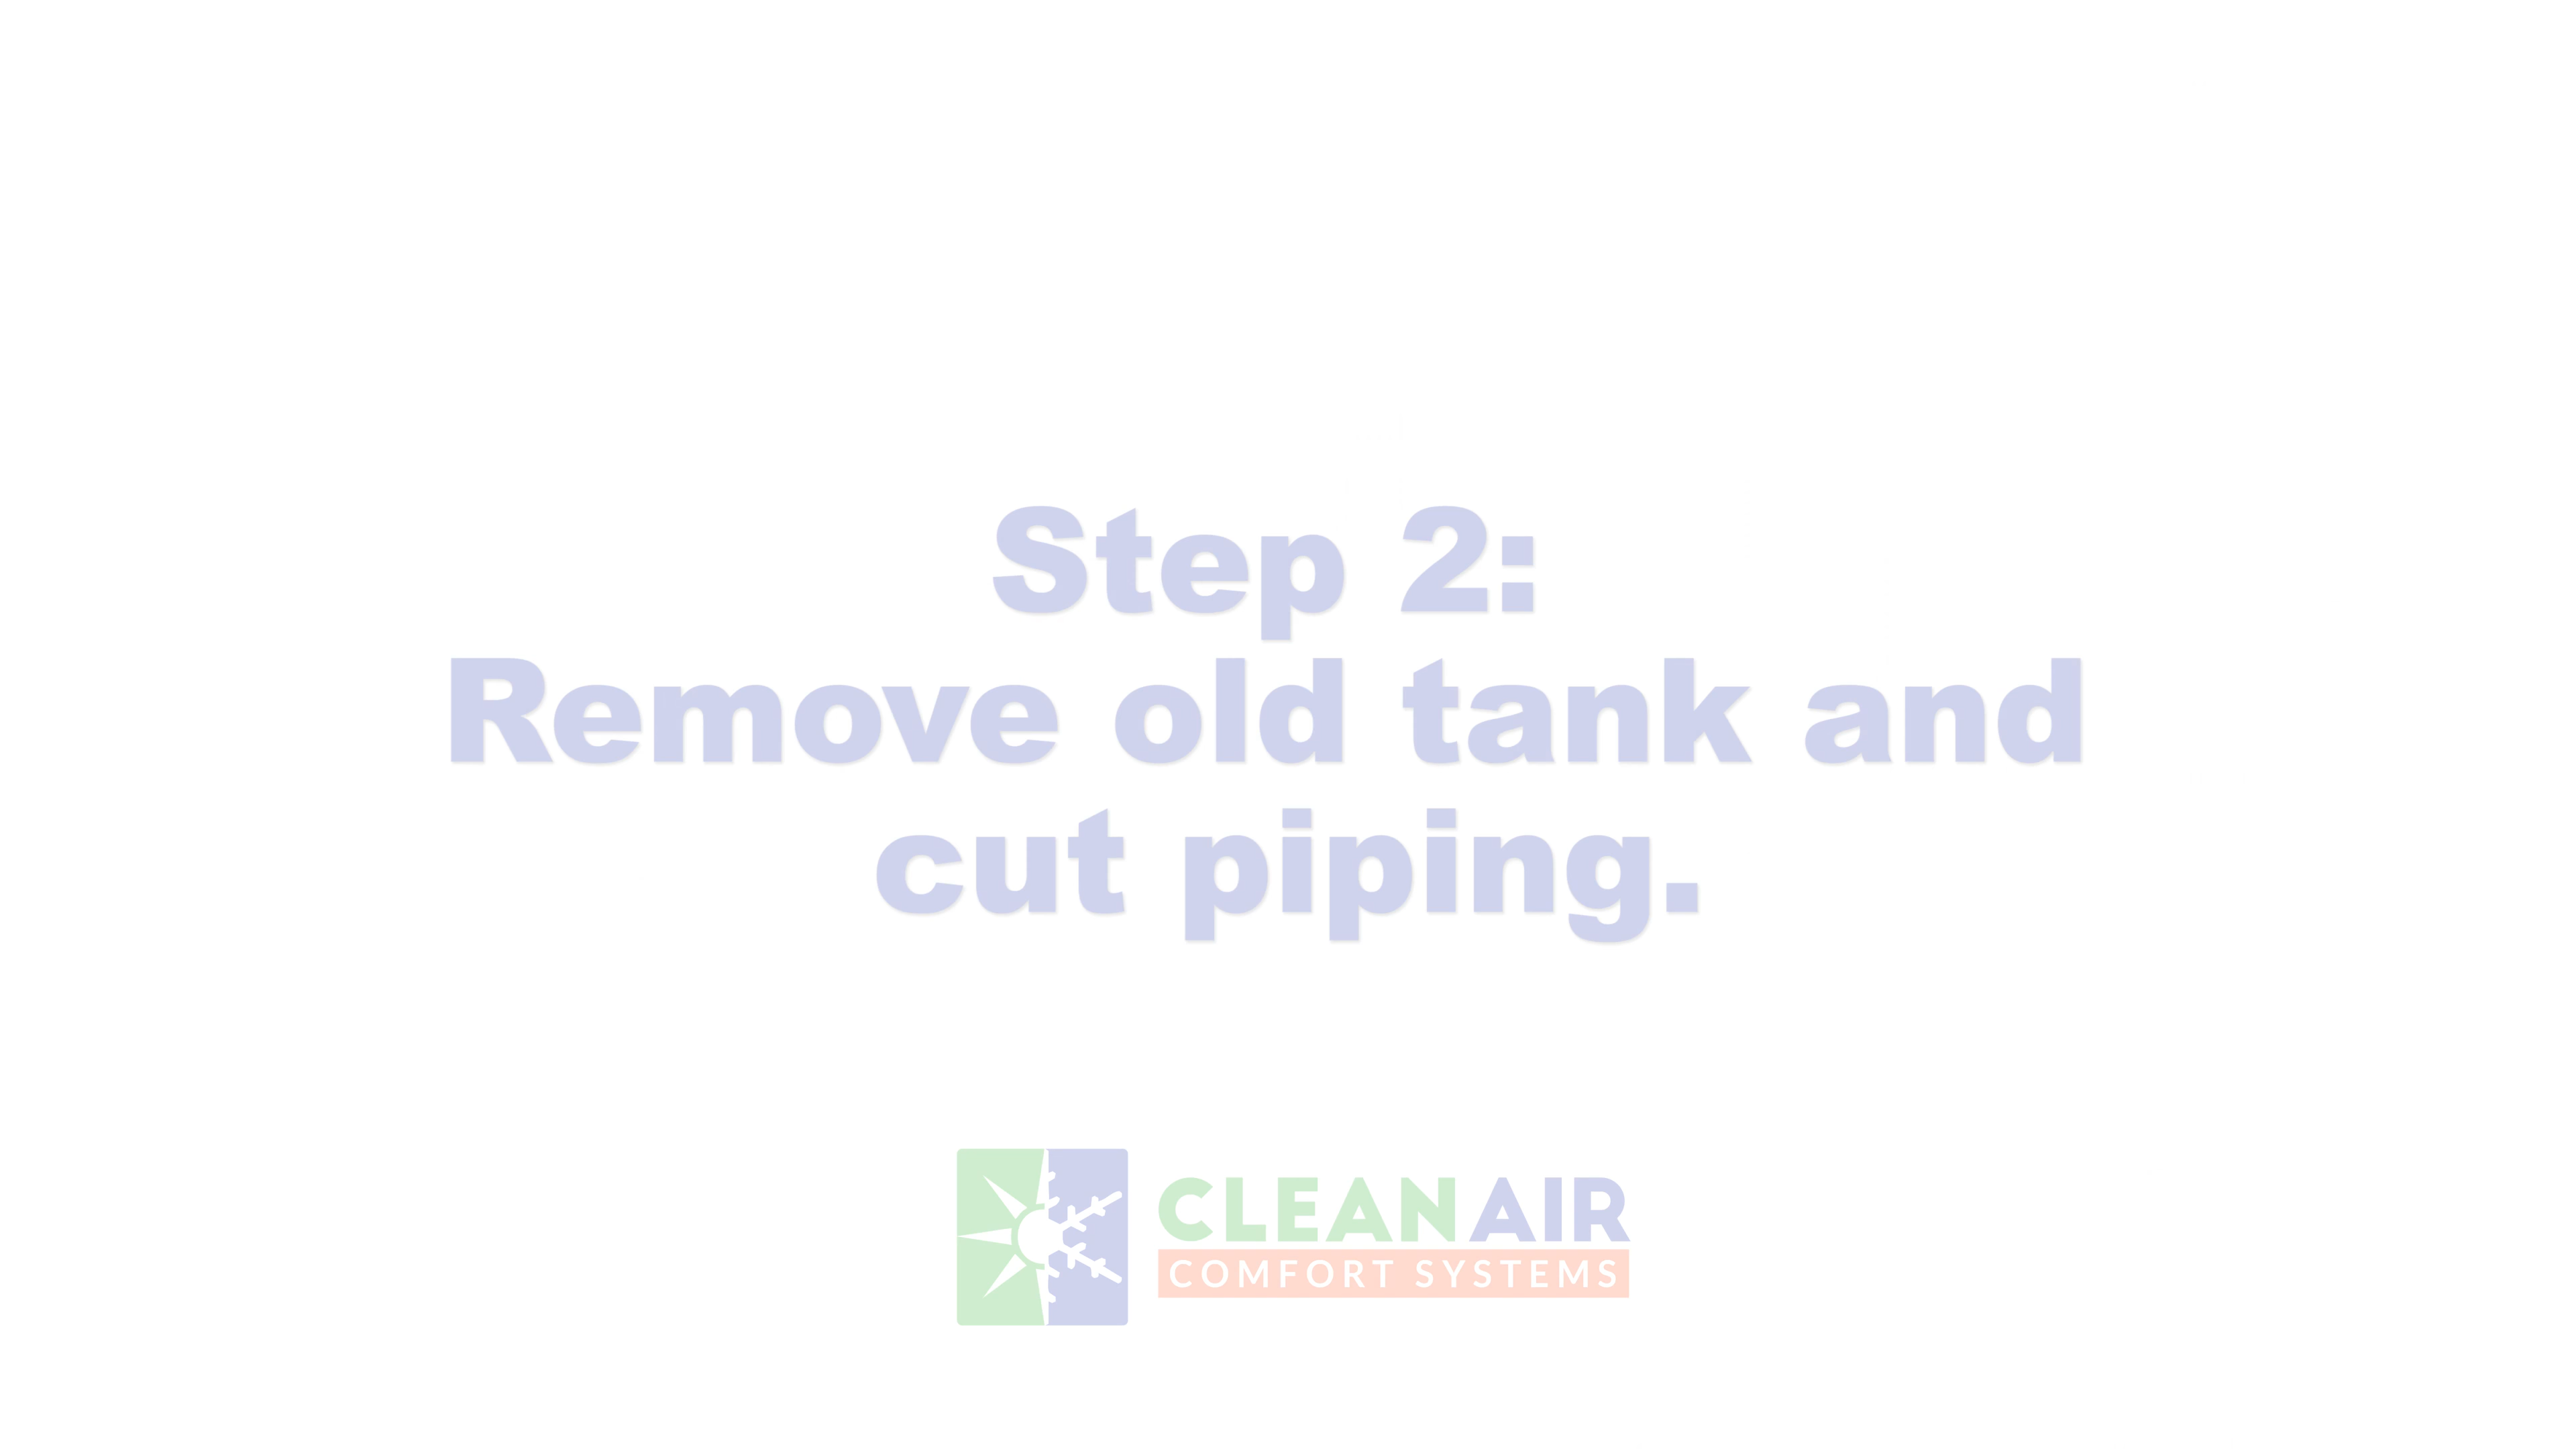 Step 2:
Remove old tank and
cut piping.
CLEANAIR
COMFORT SYSTEMS